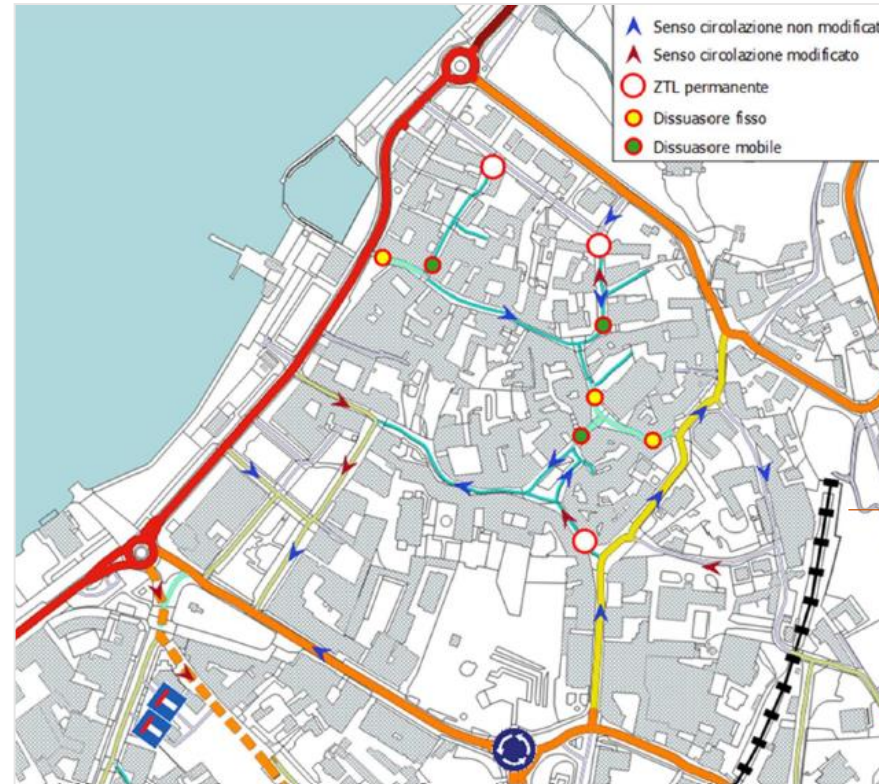 Senso circolazione non modificat
Senso circolazione modificato
ZTL permanente
Dissuasore fisso
Dissuasore mobile